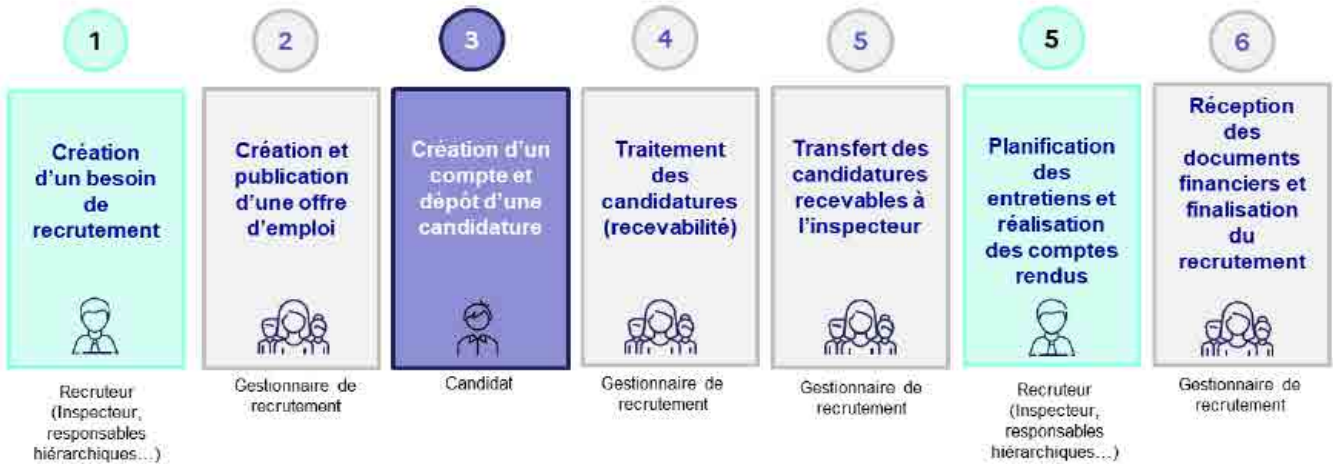 1
Création
d'un besoin
de
recrutement
Recruteur
(Inspecteur,
responsables
hiérarchiques...)
2
Création et
publication
d'une offre
d'emploi
Gestionnaire de
recrutement
3
Création d'un
compte et
dépôt d'une
candidature
Candidat
4
Traitement
des
candidatures
(recevabilité)
Gestionnaire de
recrutement
5
Transfert des
candidatures
recevables à
l'inspecteur
Gestionnaire de
recrutement
5
Planification
des
entretiens et
réalisation
des comptes
rendus
Recruteur
(Inspecteur,
responsables
hiérarchiques...)
6
Réception
des
documents
financiers et
finalisation
du
recrutement
Gestionnaire de
recrutement